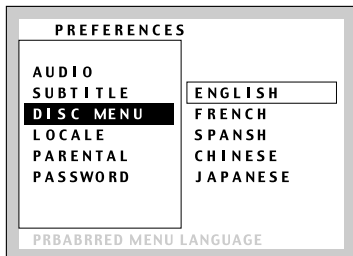 PREFERENCES
AUDIO
SUBTITLE
DISC MENU
LOCALE
PARENTAL
PASSWORD
ENGLISH
FRENCH
SPANSH
CHINESE
JAPANESE
PRBABRRED MENU LANGUAGE